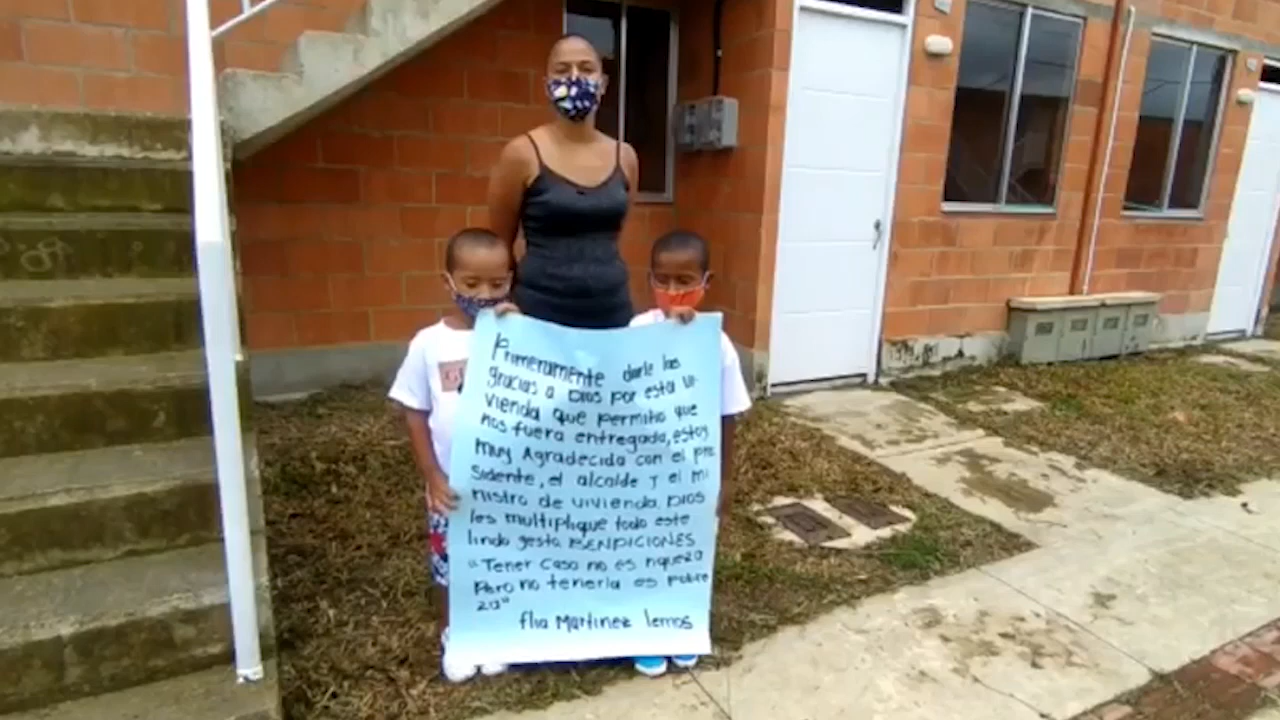 Primeramente darle las
gracias a Dios por esta vi
vienda que permitio que
nos fuera entregada, estoy
muy Agradecida con el pre
sidente, el alcalde y el mi
nistro de vivienda. Dios
les multiplique todo este
lindo gesto BENDICIONES
"Tener casa no es riqueza
Pero no tenerla es pobre
za"
flia Martinez lemos